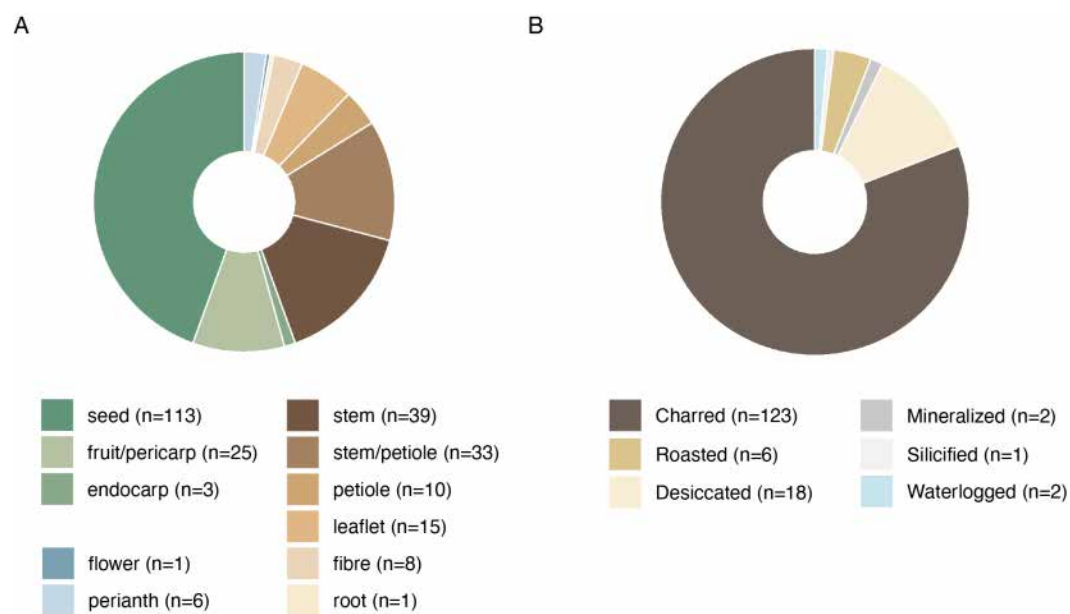 A
B
seed (n=113)
fruit/pericarp (n=25)
endocarp (n=3)
flower (n=1)
perianth (n=6)
stem (n=39)
stem/petiole (n=33)
petiole (n=10)
leaflet (n=15)
fibre (n=8)
root (n=1)
Charred (n=123)
Roasted (n=6)
Desiccated (n=18)
Mineralized (n=2)
Silicified (n=1)
Waterlogged (n=2)